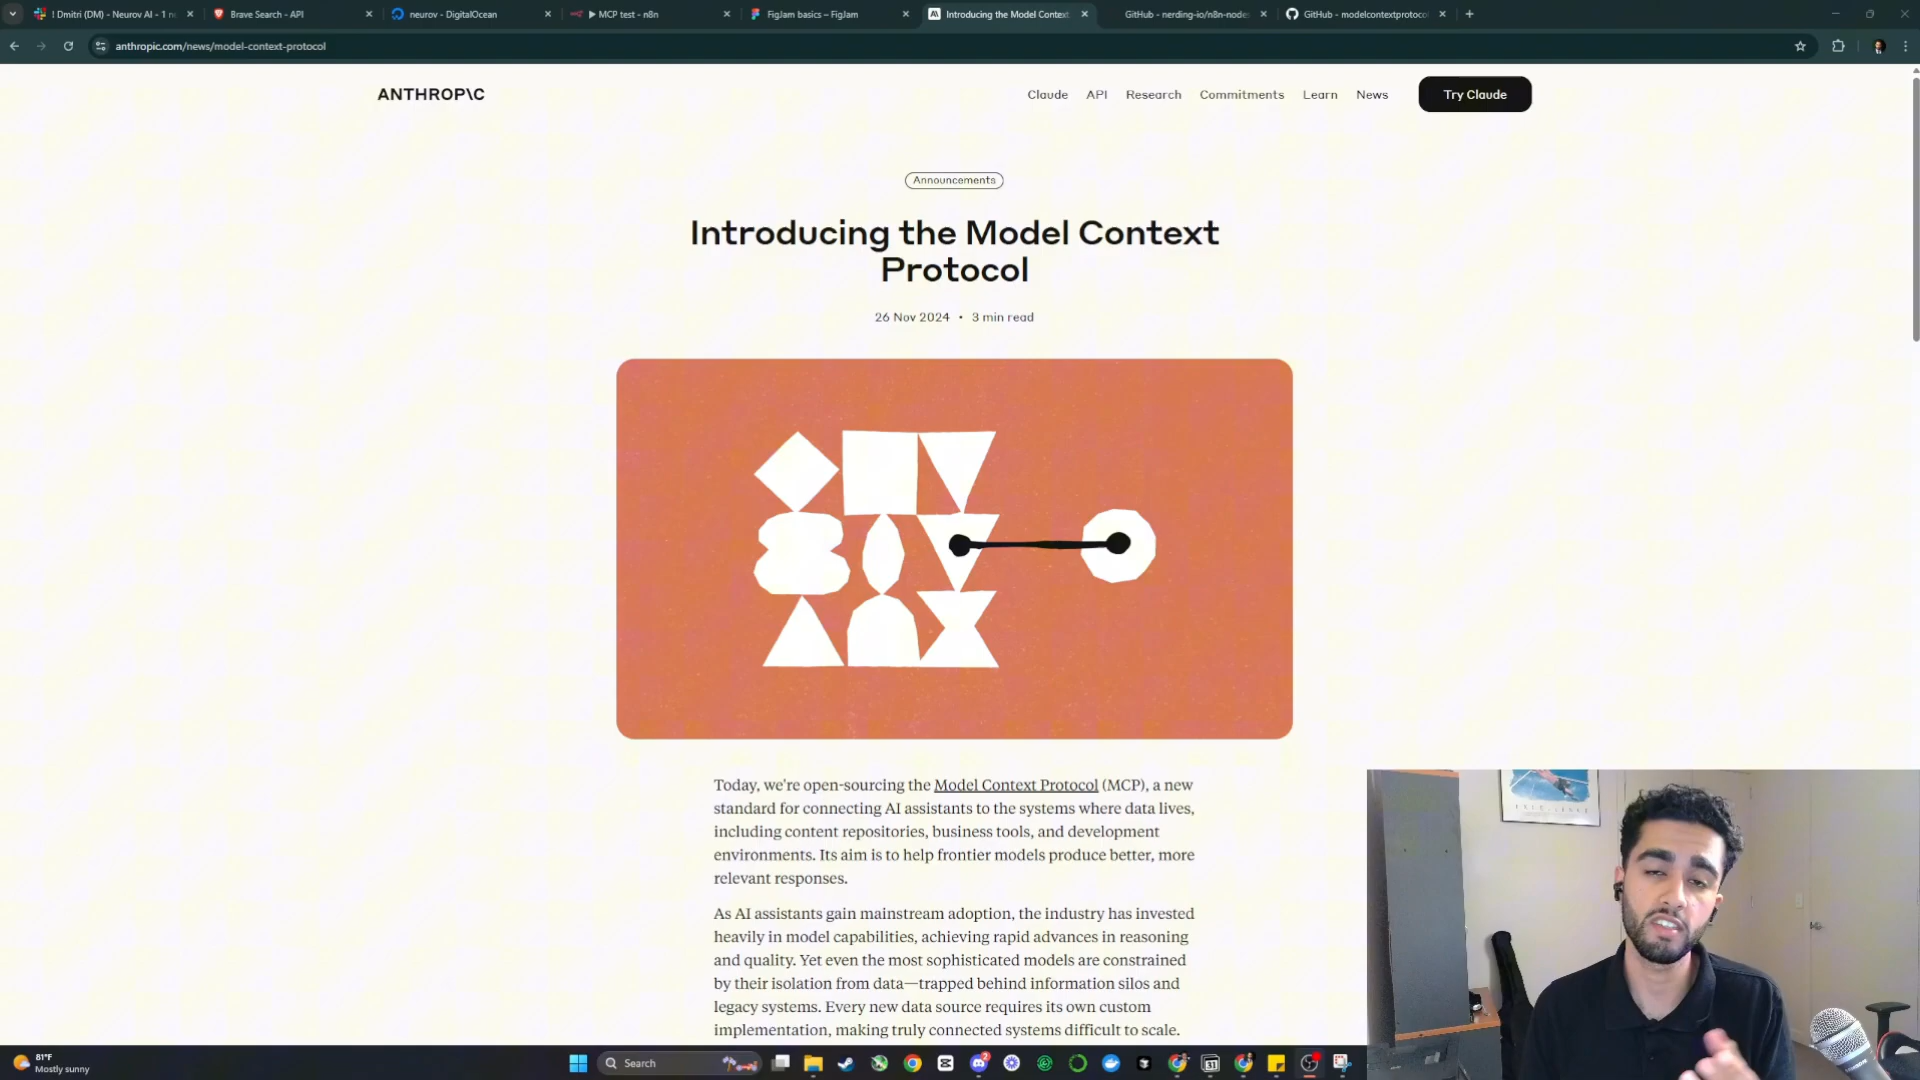 ! Dmitri (DM) - Neurov AI - 1 ne
Brave Search - API
neurov - DigitalOcean
MCP test - n8n
FigJam basics – FigJam
Introducing the Model Context
GitHub - nerding-io/n8n-nodes
GitHub - modelcontextprotoco
anthropic.com/news/model-context-protocol
ANTHROP\C
Claude
API
Research
Commitments
Learn
News
Try Claude
Announcements
Introducing the Model Context
Protocol
26 Nov 2024 • 3 min read
Today, we're open-sourcing the Model Context Protocol (MCP), a new
standard for connecting AI assistants to the systems where data lives,
including content repositories, business tools, and development
environments. Its aim is to help frontier models produce better, more
relevant responses.
As AI assistants gain mainstream adoption, the industry has invested
heavily in model capabilities, achieving rapid advances in reasoning
and quality. Yet even the most sophisticated models are constrained
by their isolation from data—trapped behind information silos and
legacy systems. Every new data source requires its own custom
implementation, making truly connected systems difficult to scale.
81°F
Mostly sunny
Search